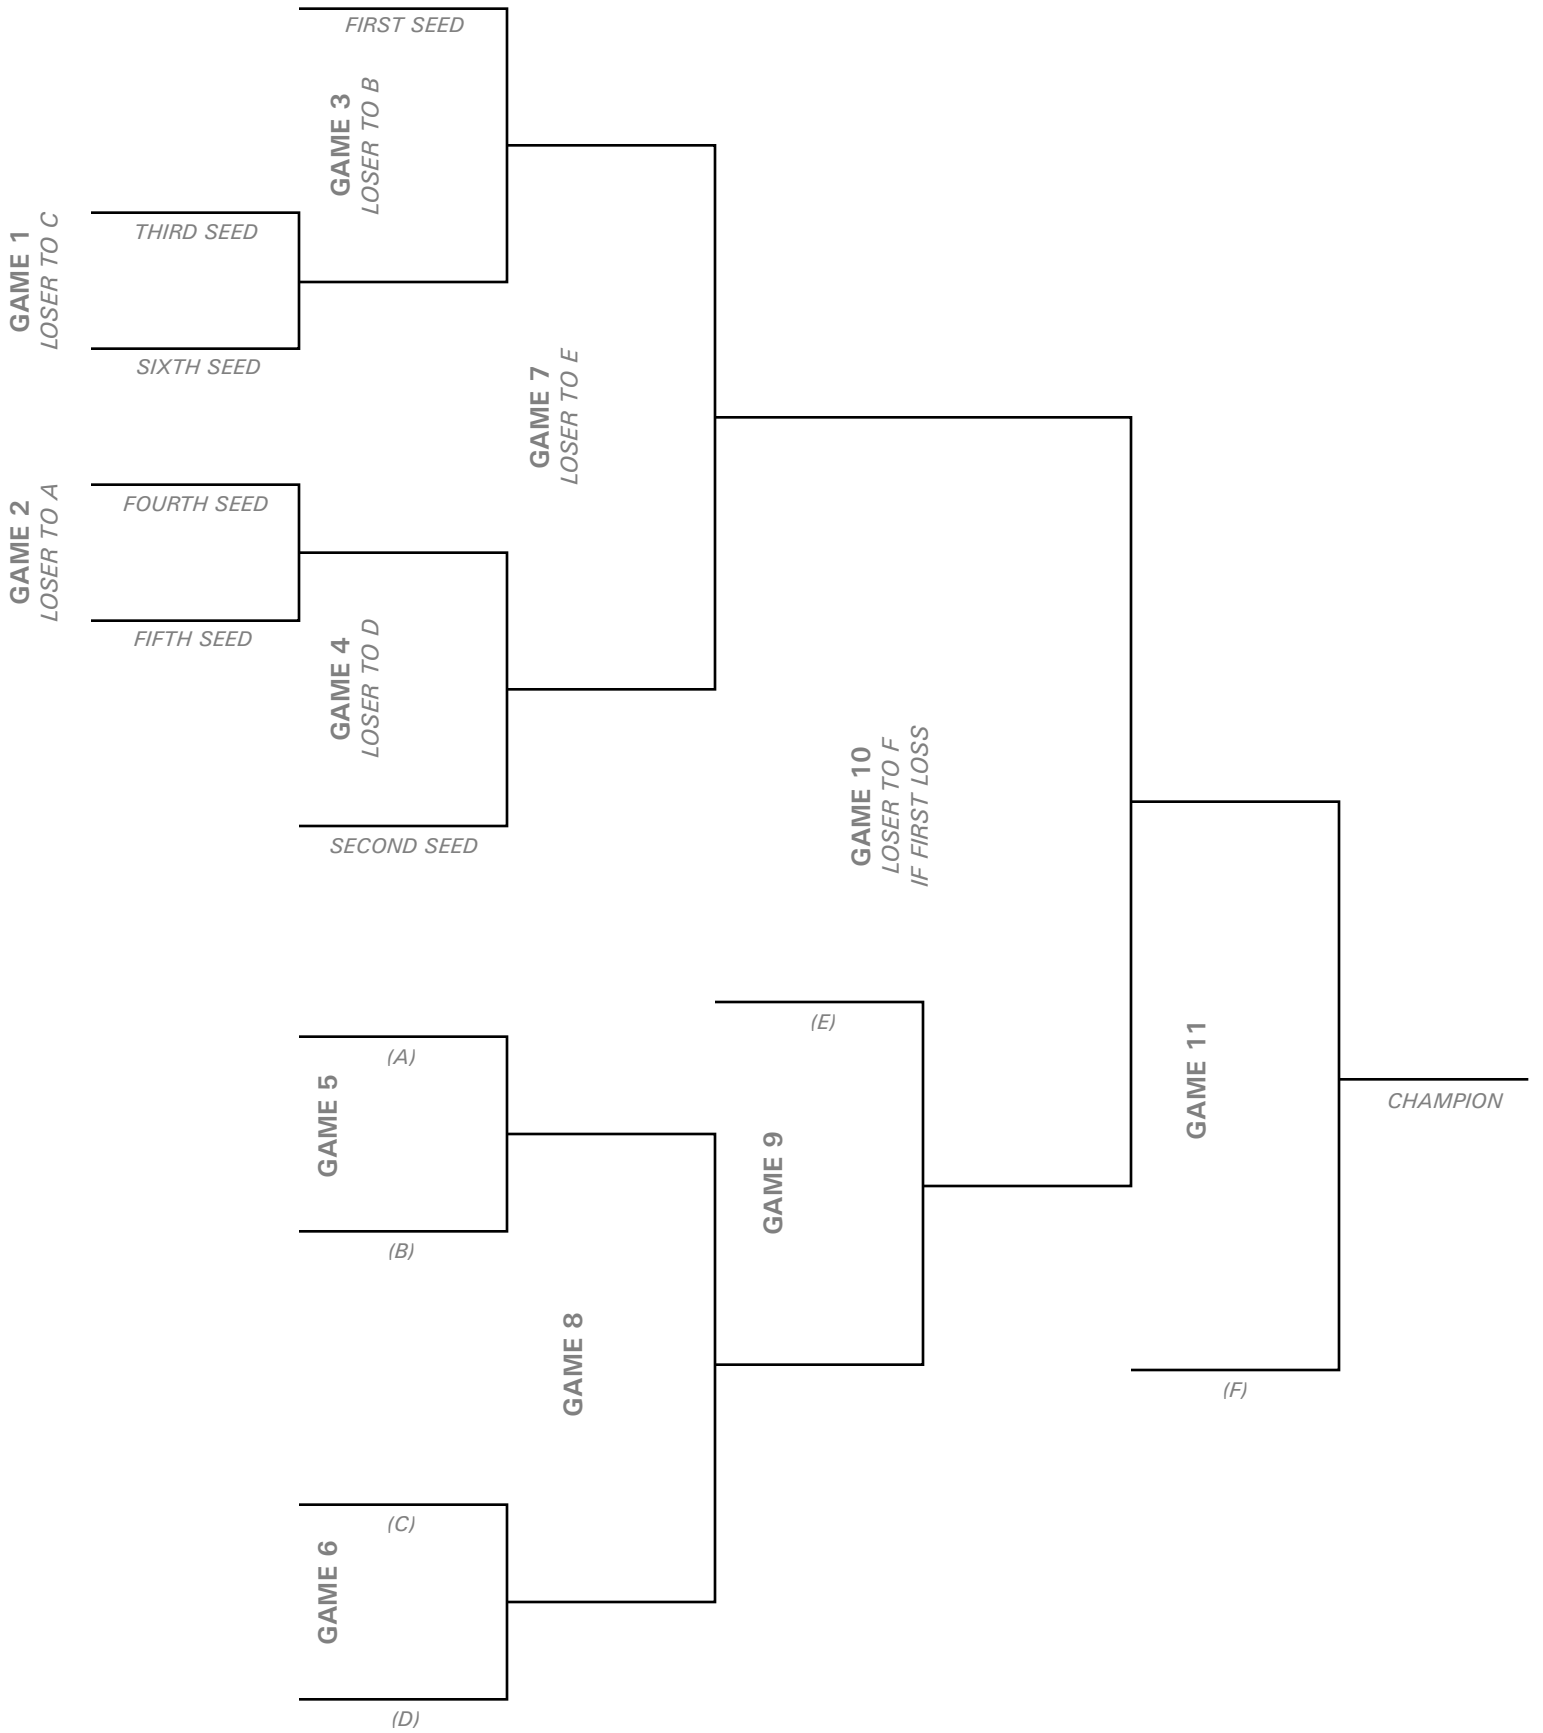 FIRST SEED
GAME 3
LOSER TO B
GAME 1
LOSER TO C
THIRD SEED
SIXTH SEED
GAME 7
LOSER TO E
GAME 2
LOSER TO A
FOURTH SEED
FIFTH SEED
GAME 4
LOSER TO D
SECOND SEED
GAME 10
LOSER TO F
IF FIRST LOSS
(E)
(A)
GAME 5
(B)
GAME 9
GAME 11
CHAMPION
GAME 8
(F)
(C)
GAME 6
(D)